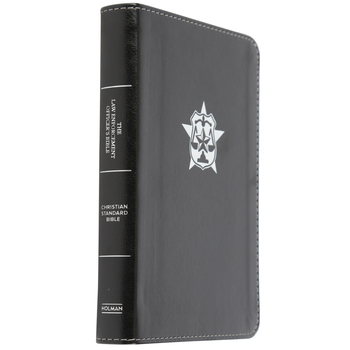 THE
LAW ENFORCEMENT
OFFICER'S BIBLE
CHRISTIAN
STANDARD
BIBLE
HOLMAN